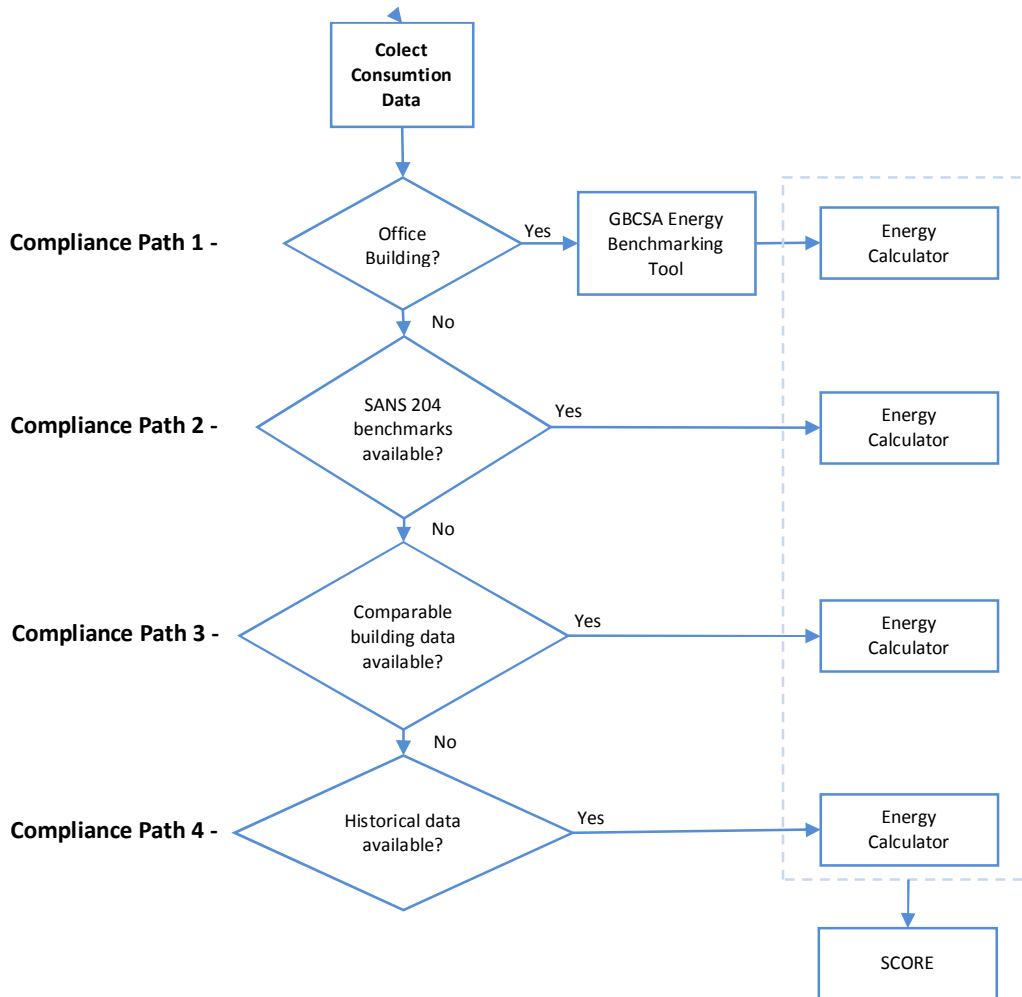 Colect
Consumtion
Data
Compliance Path 1 -
Office
Building?
Yes
GBCSA Energy
Benchmarking
Tool
Energy
Calculator
No
Compliance Path 2 -
SANS 204
benchmarks
available?
Yes
Energy
Calculator
No
Compliance Path 3 -
Comparable
building data
available?
Yes
Energy
Calculator
No
Compliance Path 4 -
Historical data
available?
Yes
Energy
Calculator
SCORE